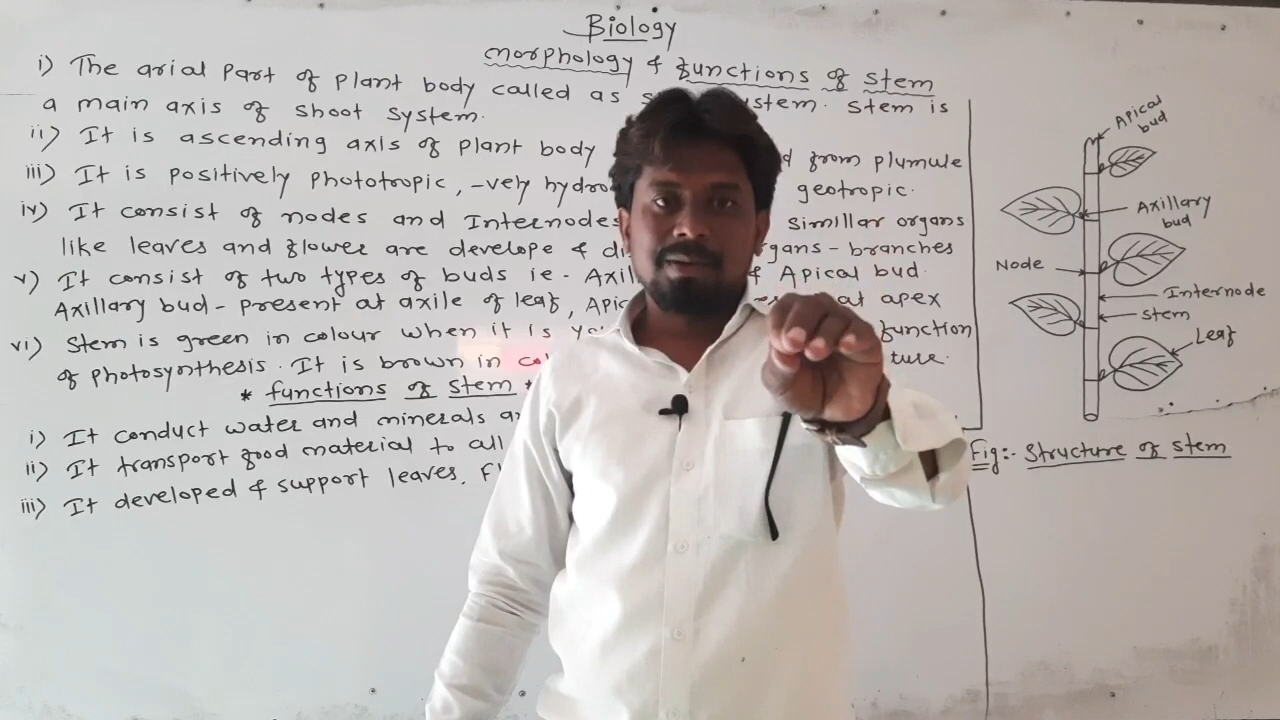 Biology
morphology & functions of stem
i) The arial part of plant body called as s ystem. stem is
a main axis of shoot system.
ii) It is ascending axis of plant body from plumule
iii) It is positively phototropic, -vely hydro geotropic.
iv) It consist of nodes and Internodes simillar organs
like leaves and flower are develope & di organs - branches
v) It consist of two types of buds ie - Axill & Apical bud.
Axillary bud - present at axile of leaf, Apic at apex
vi) Stem is green in colour when it is yo function
of photosynthesis. It is brown in co ture.
* functions of stem *
i) It conduct water and minerals
ii) It transport food material to all
iii) It developed & support leaves, Fl
Apical
bud
Axillary
bud
Node
Internode
stem
Leaf
Fig:- Structure of stem